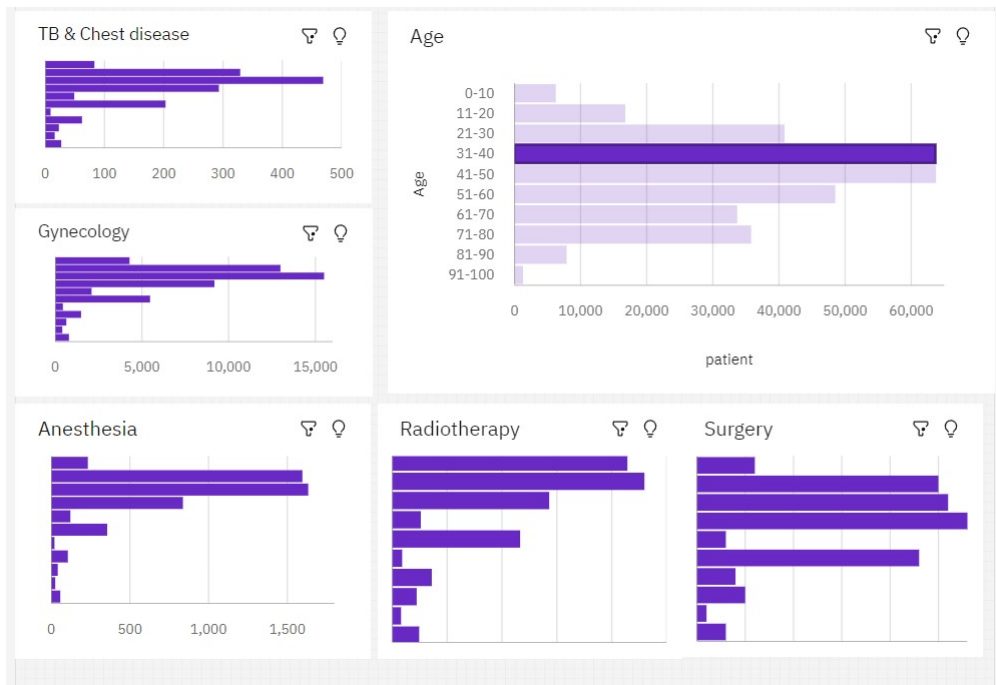 TB & Chest disease
0 100 200 300 400 500
Gynecology
0 5,000 10,000 15,000
Age
Age
0-10
11-20
21-30
31-40
41-50
51-60
61-70
71-80
81-90
91-100
0 10,000 20,000 30,000 40,000 50,000 60,000
patient
Anesthesia
0 500 1,000 1,500
Radiotherapy
Surgery